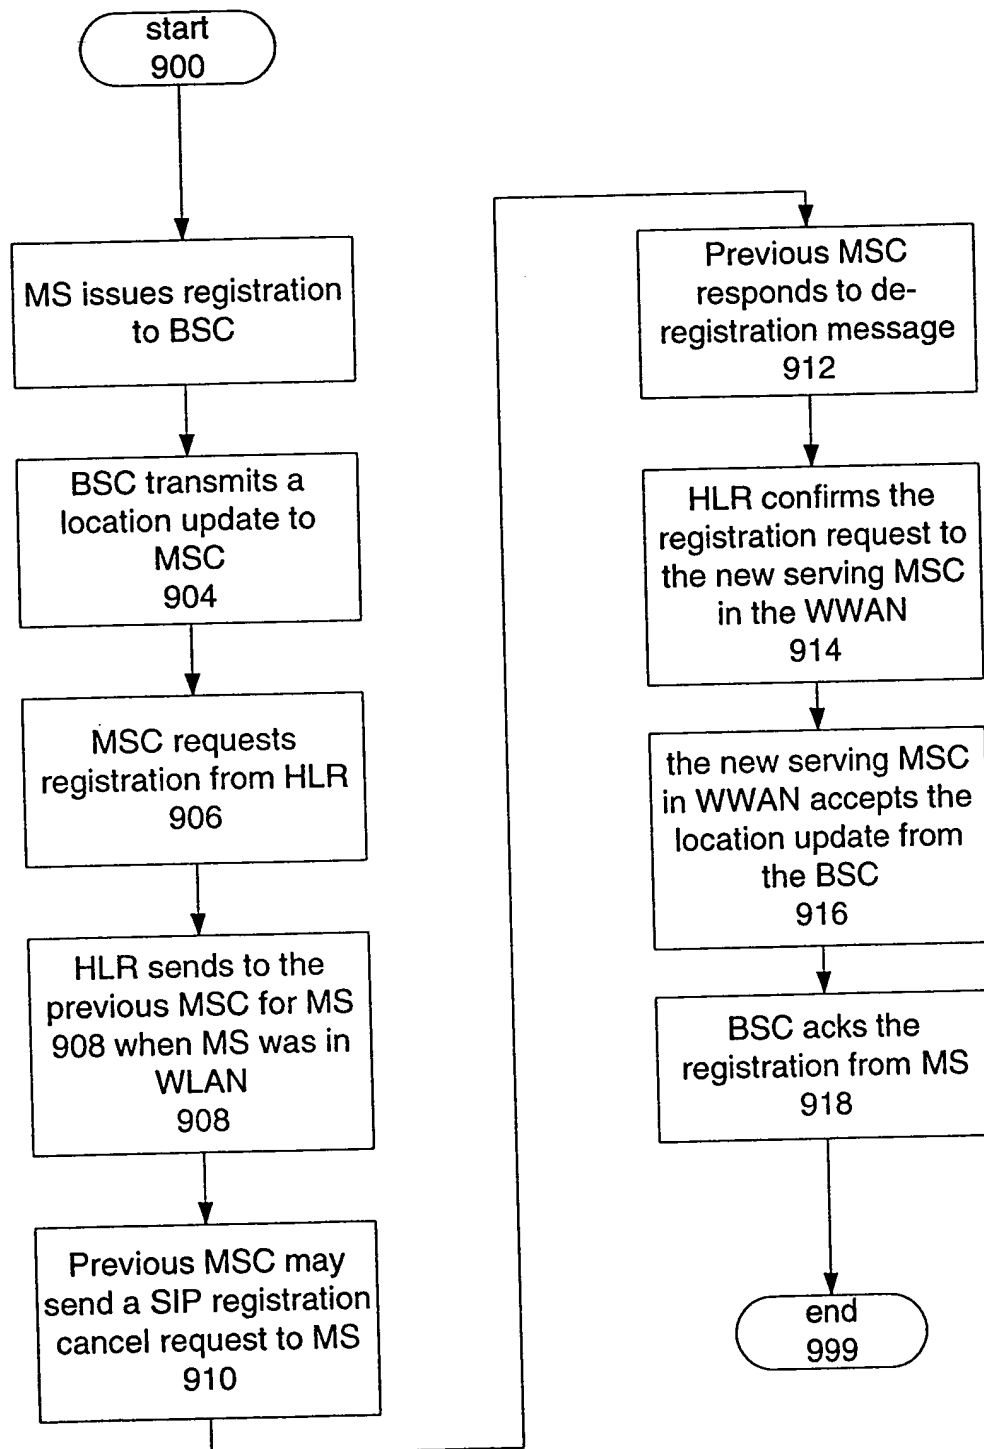 start
900
MS issues registration
to BSC
BSC transmits a
location update to
MSC
904
MSC requests
registration from HLR
906
HLR sends to the
previous MSC for MS
908 when MS was in
WLAN
908
Previous MSC may
send a SIP registration
cancel request to MS
910
Previous MSC
responds to de-
registration message
912
HLR confirms the
registration request to
the new serving MSC
in the WWAN
914
the new serving MSC
in WWAN accepts the
location update from
the BSC
916
BSC acks the
registration from MS
918
end
999